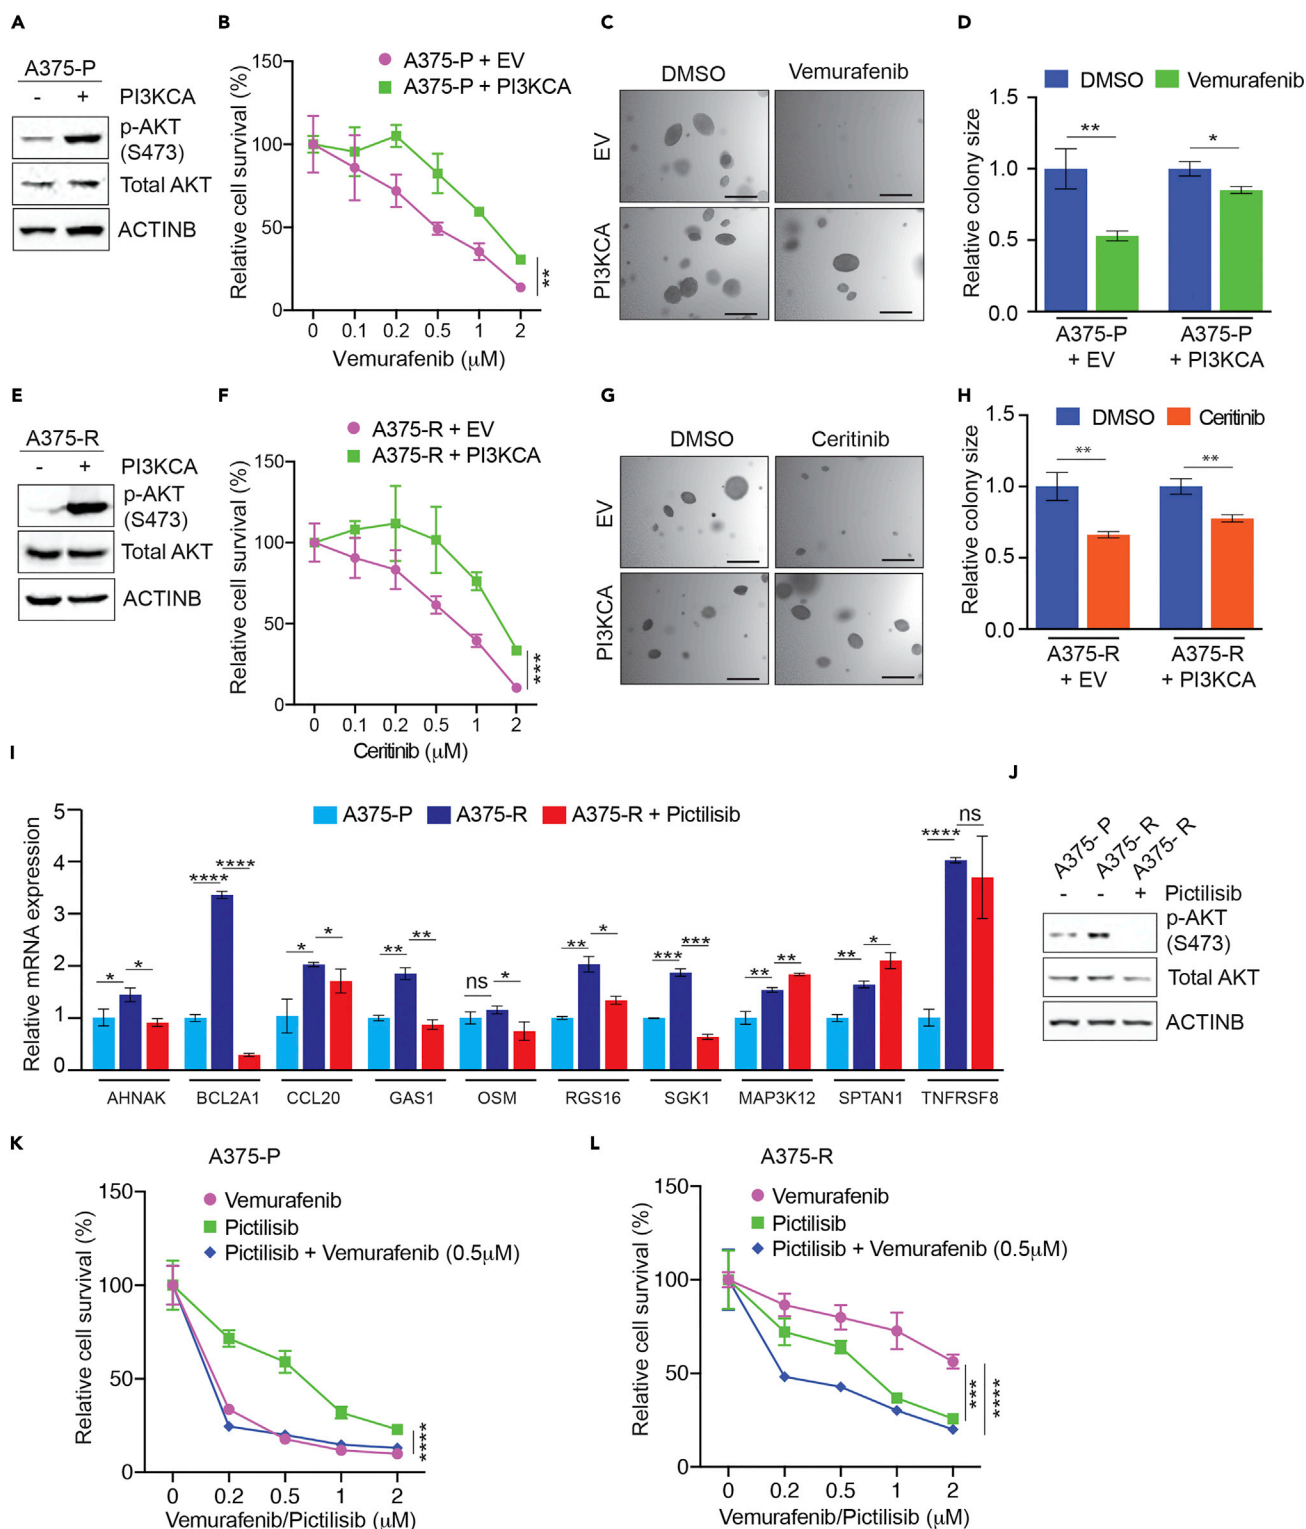 A
A375-P
- + PI3KCA
p-AKT
(S473)
Total AKT
ACTINB
B
Relative cell survival (%)
150
100
50
0
A375-P + EV
A375-P + PI3KCA
**
0 0.1 0.2 0.5 1 2
Vemurafenib (μM)
C
DMSO Vemurafenib
EV
PI3KCA
D
DMSO Vemurafenib
Relative colony size
1.5
1.0
0.5
0.0
** *
A375-P A375-P
+ EV + PI3KCA
E
A375-R
- + PI3KCA
p-AKT
(S473)
Total AKT
ACTINB
F
Relative cell survival (%)
150
100
50
0
A375-R + EV
A375-R + PI3KCA
***
0 0.1 0.2 0.5 1 2
Ceritinib (μM)
G
DMSO Ceritinib
EV
PI3KCA
H
DMSO Ceritinib
Relative colony size
1.5
1.0
0.5
0.0
** **
A375-R A375-R
+ EV + PI3KCA
I
Relative mRNA expression
5
4
3
2
1
0
A375-P A375-R A375-R + Pictilisib
* * **** **** * * ** ** ns * ** * *** *** ** ** ** * **** ns
AHNAK BCL2A1 CCL20 GAS1 OSM RGS16 SGK1 MAP3K12 SPTAN1 TNFRSF8
J
A375- P A375- R A375- R
- - + Pictilisib
p-AKT
(S473)
Total AKT
ACTINB
K
A375-P
Relative cell survival (%)
150
100
50
0
Vemurafenib
Pictilisib
Pictilisib + Vemurafenib (0.5μM)
****
0 0.2 0.5 1 2
Vemurafenib/Pictilisib (μM)
L
A375-R
Relative cell survival (%)
150
100
50
0
Vemurafenib
Pictilisib
Pictilisib + Vemurafenib (0.5μM)
*** ****
0 0.2 0.5 1 2
Vemurafenib/Pictilisib (μM)